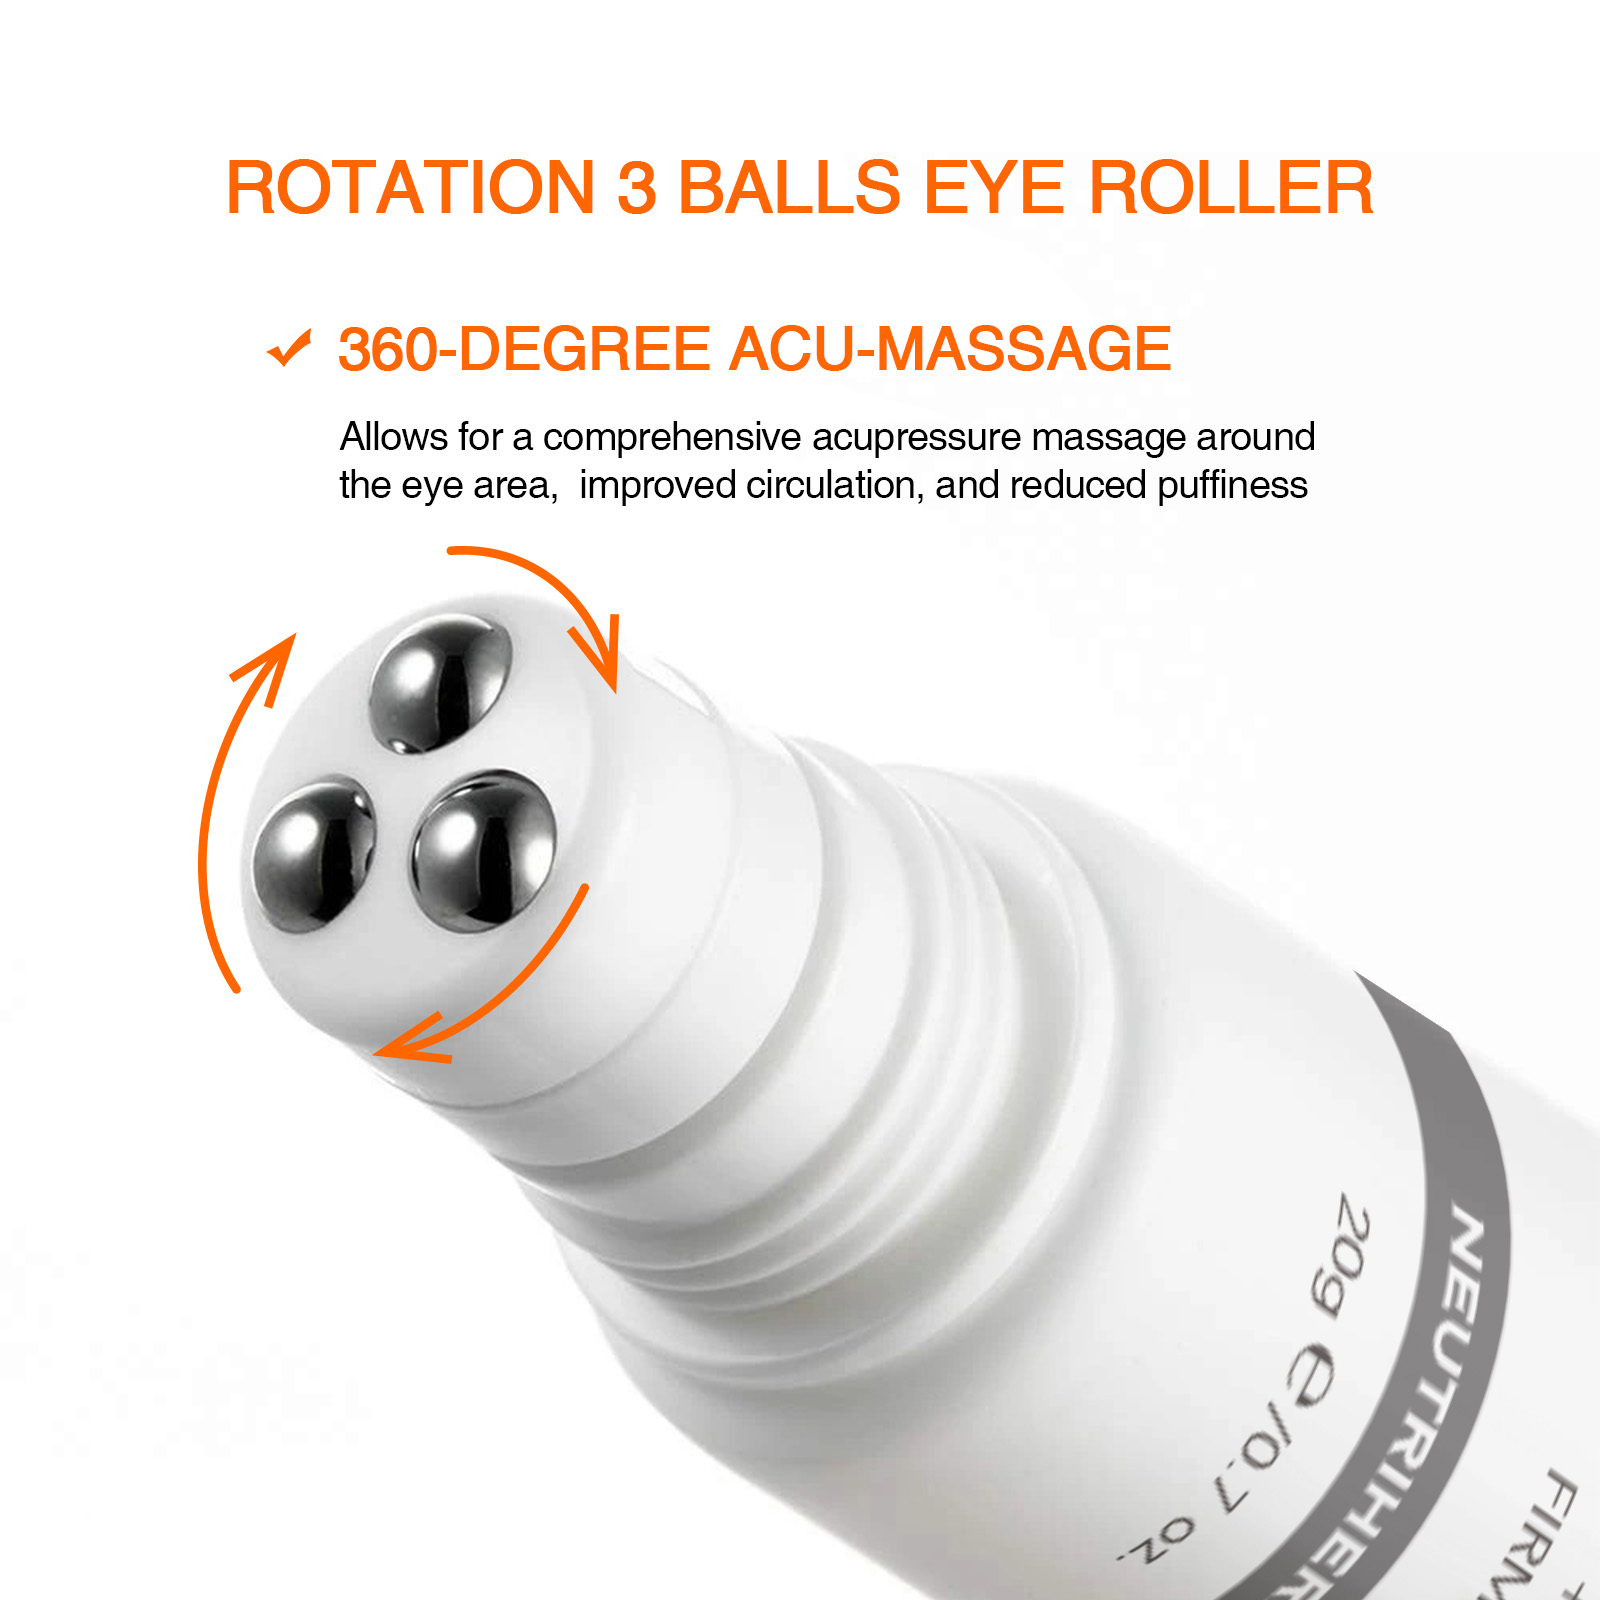 ROTATION 3 BALLS EYE ROLLER
360-DEGREE ACU-MASSAGE
Allows for a comprehensive acupressure massage around
the eye area, improved circulation, and reduced puffiness
20g e/0.7 oz.
NEUTRIHER
FIRM
+